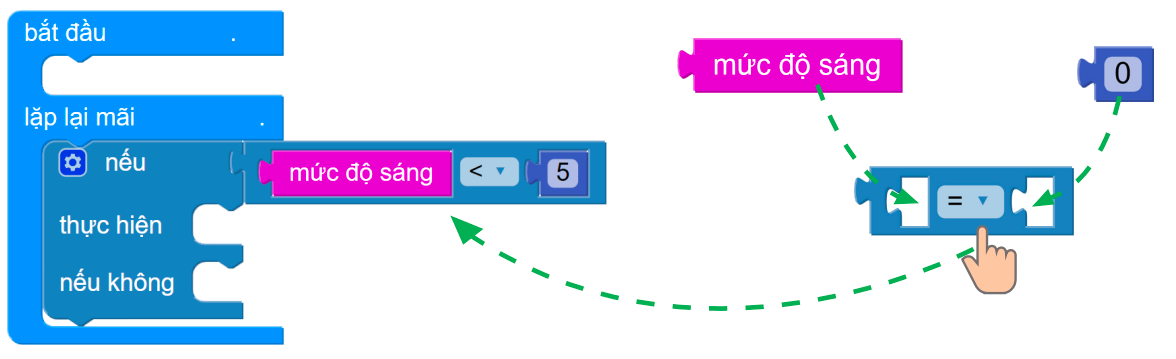 bắt đầu .
mức độ sáng
0
lặp lại mãi .
nếu mức độ sáng < 5
=
thực hiện
nếu không